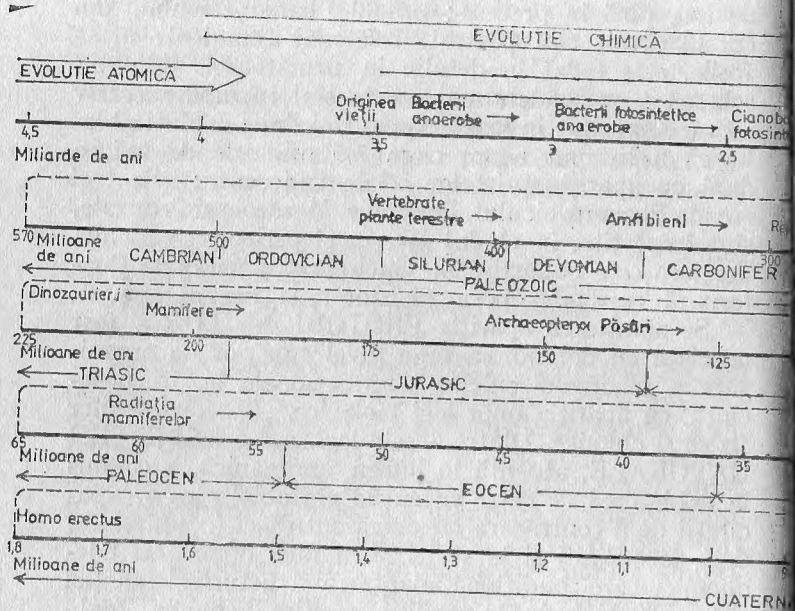 EVOLUTIE CHIMICA
EVOLUTIE ATOMICĂ
Originea vieții
Bacterii anaerobe
Bacterii fotosintetice anaerobe
Cianoba
fotosint
4,5 4 3,5 3 2,5
Miliarde de ani
Vertebrate, plante terestre
Amfibieni
570 500 400 300
Milioane de ani
CAMBRIAN ORDOVICIAN SILURIAN DEVONIAN CARBONIFER
PALEOZOIC
Dinozaurieni
Mamifere
Archaeopteryx Păsări
225 200 175 150 125
Milioane de ani
TRIASIC JURASIC
Radiația mamiferelor
65 60 55 50 45 40 35
Milioane de ani
PALEOCEN EOCEN
Homo erectus
1,8 1,7 1,6 1,5 1,4 1,3 1,2 1,1 1
Milioane de ani
CUATERNA